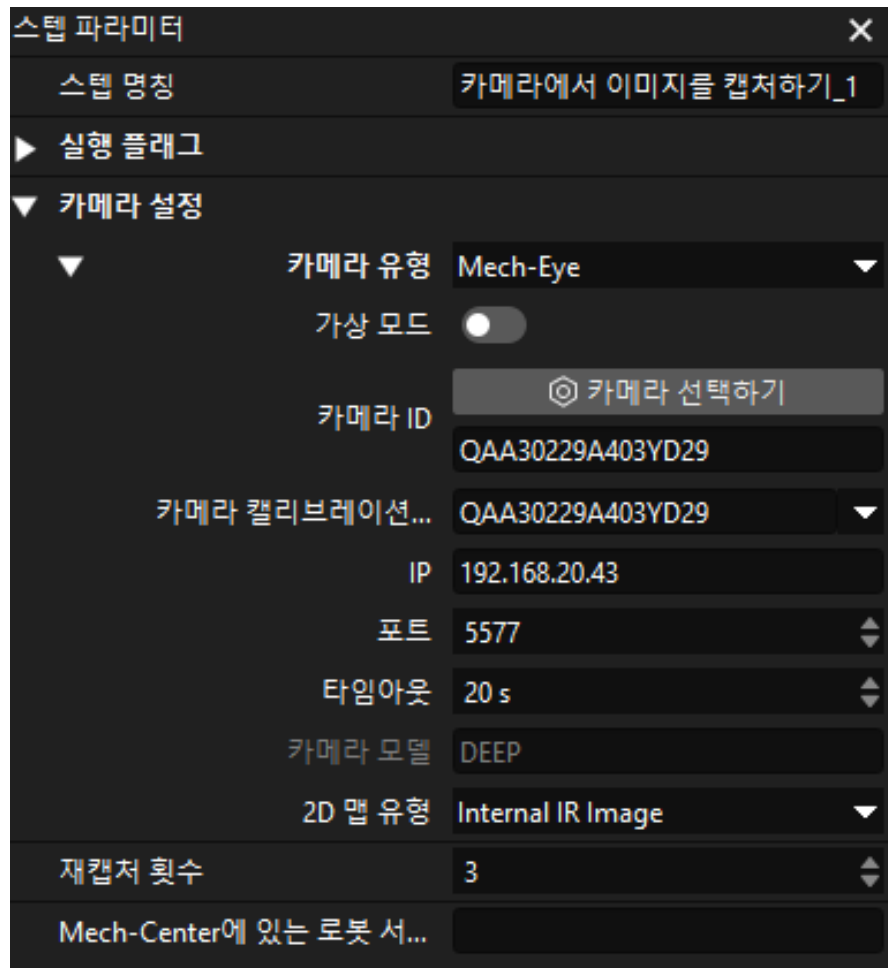 스텝 파라미터
스텝 명칭 카메라에서 이미지를 캡처하기_1
실행 플래그
카메라 설정
카메라 유형 Mech-Eye
가상 모드
카메라 선택하기
카메라 ID
QAA30229A403YD29
카메라 캘리브레이션... QAA30229A403YD29
IP 192.168.20.43
포트 5577
타임아웃 20 s
카메라 모델 DEEP
2D 맵 유형 Internal IR Image
재캡처 횟수 3
Mech-Center에 있는 로봇 서...